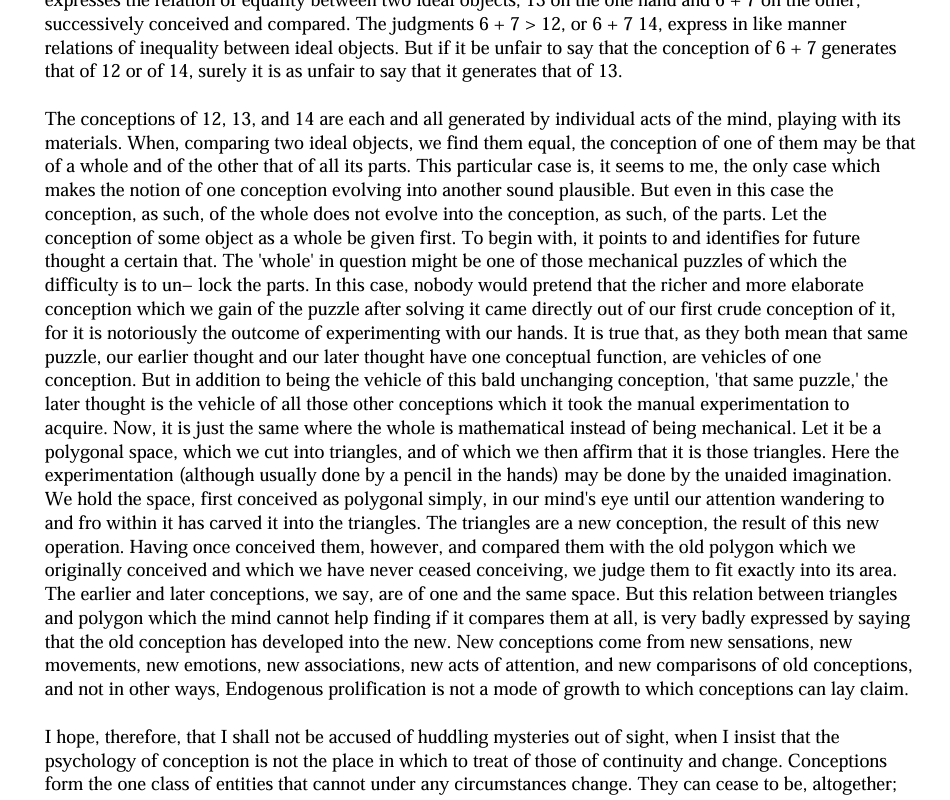 expresses the relation of equality between two ideal objects, 13 on the one hand and 6 + 7 on the other,
successively conceived and compared. The judgments 6 + 7 > 12, or 6 + 7 14, express in like manner
relations of inequality between ideal objects. But if it be unfair to say that the conception of 6 + 7 generates
that of 12 or of 14, surely it is as unfair to say that it generates that of 13.
The conceptions of 12, 13, and 14 are each and all generated by individual acts of the mind, playing with its
materials. When, comparing two ideal objects, we find them equal, the conception of one of them may be that
of a whole and of the other that of all its parts. This particular case is, it seems to me, the only case which
makes the notion of one conception evolving into another sound plausible. But even in this case the
conception, as such, of the whole does not evolve into the conception, as such, of the parts. Let the
conception of some object as a whole be given first. To begin with, it points to and identifies for future
thought a certain that. The 'whole' in question might be one of those mechanical puzzles of which the
difficulty is to un− lock the parts. In this case, nobody would pretend that the richer and more elaborate
conception which we gain of the puzzle after solving it came directly out of our first crude conception of it,
for it is notoriously the outcome of experimenting with our hands. It is true that, as they both mean that same
puzzle, our earlier thought and our later thought have one conceptual function, are vehicles of one
conception. But in addition to being the vehicle of this bald unchanging conception, 'that same puzzle,' the
later thought is the vehicle of all those other conceptions which it took the manual experimentation to
acquire. Now, it is just the same where the whole is mathematical instead of being mechanical. Let it be a
polygonal space, which we cut into triangles, and of which we then affirm that it is those triangles. Here the
experimentation (although usually done by a pencil in the hands) may be done by the unaided imagination.
We hold the space, first conceived as polygonal simply, in our mind's eye until our attention wandering to
and fro within it has carved it into the triangles. The triangles are a new conception, the result of this new
operation. Having once conceived them, however, and compared them with the old polygon which we
originally conceived and which we have never ceased conceiving, we judge them to fit exactly into its area.
The earlier and later conceptions, we say, are of one and the same space. But this relation between triangles
and polygon which the mind cannot help finding if it compares them at all, is very badly expressed by saying
that the old conception has developed into the new. New conceptions come from new sensations, new
movements, new emotions, new associations, new acts of attention, and new comparisons of old conceptions,
and not in other ways, Endogenous prolification is not a mode of growth to which conceptions can lay claim.
I hope, therefore, that I shall not be accused of huddling mysteries out of sight, when I insist that the
psychology of conception is not the place in which to treat of those of continuity and change. Conceptions
form the one class of entities that cannot under any circumstances change. They can cease to be, altogether;